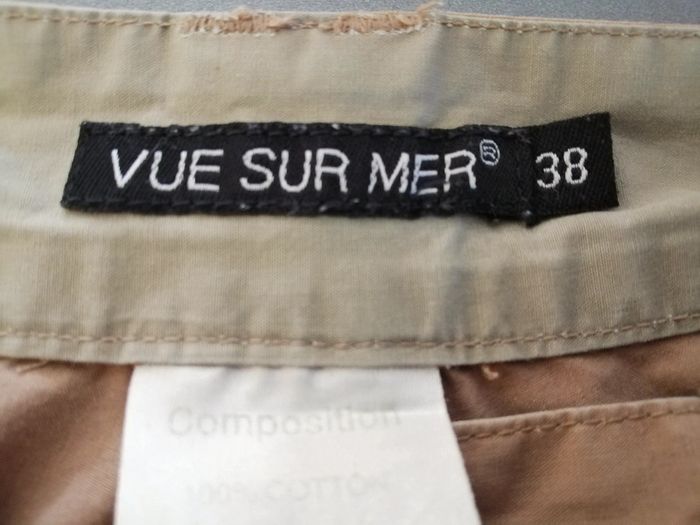 VUE SUR MER® 38
Composition
100% COTTON